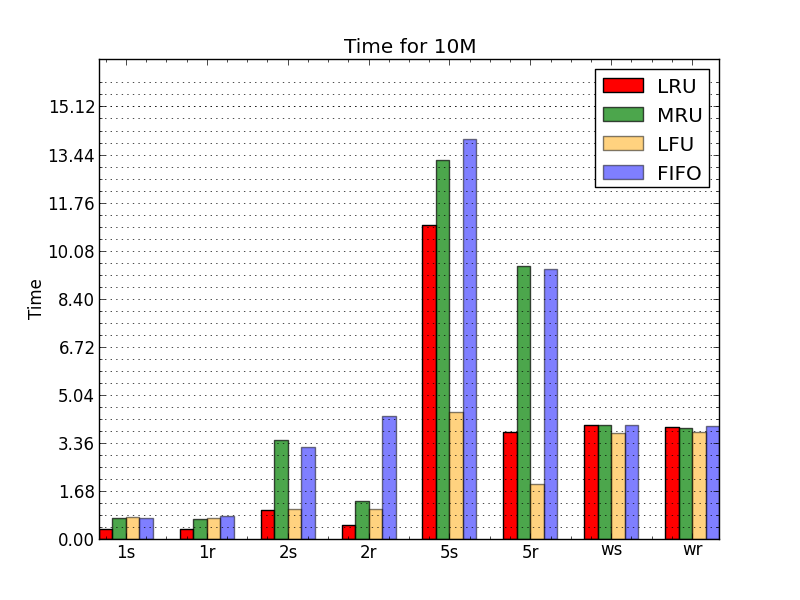 Time for 10M
LRU
MRU
LFU
FIFO
Time
15.12
13.44
11.76
10.08
8.40
6.72
5.04
3.36
1.68
0.00
1s 1r 2s 2r 5s 5r ws wr